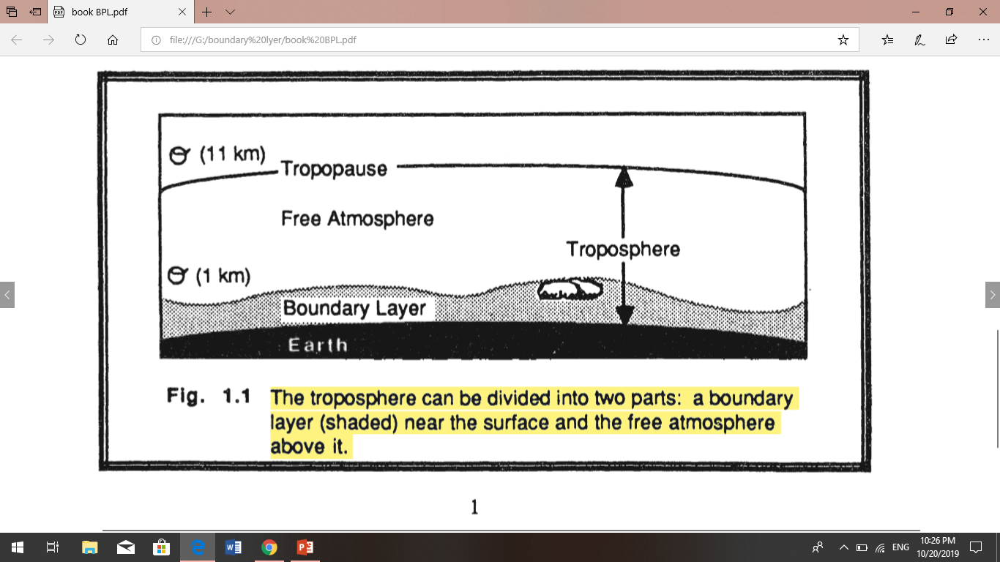 book BPL.pdf
file:///G:/boundary%20lyer/book%20BPL.pdf
(11 km)
Tropopause
Free Atmosphere
Troposphere
(1 km)
Boundary Layer
Earth
Fig. 1.1 The troposphere can be divided into two parts: a boundary
layer (shaded) near the surface and the free atmosphere
above it.
1
ENG
10:26 PM
10/20/2019